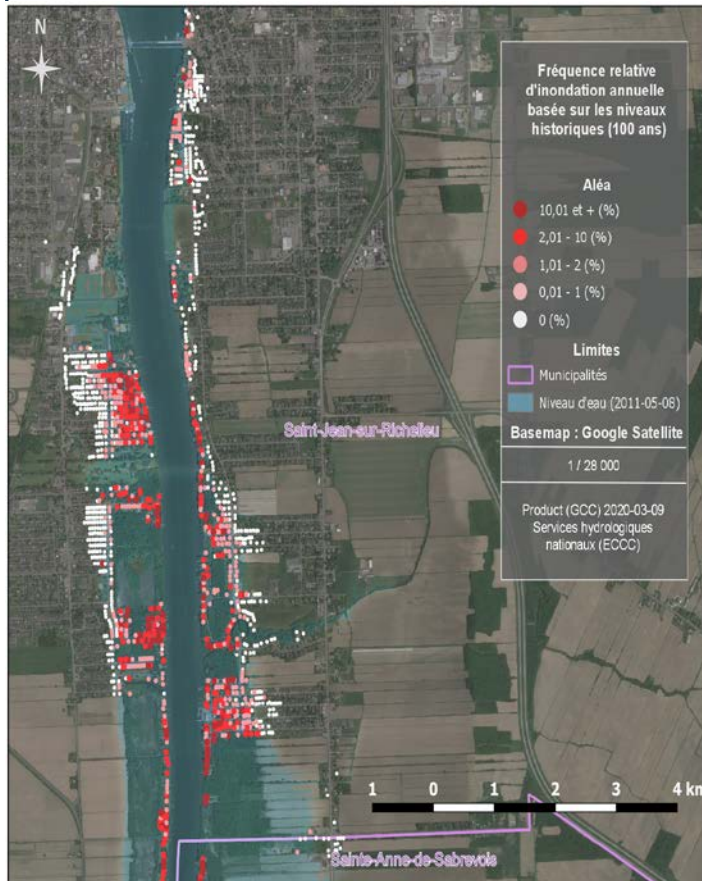 N
Fréquence relative
d'inondation annuelle
basée sur les niveaux
historiques (100 ans)
Aléa
10,01 et + (%)
2,01 - 10 (%)
1,01 - 2 (%)
0,01 - 1 (%)
0 (%)
Limites
Municipalités
Niveau d'eau (2011-05-08)
Basemap : Google Satellite
1 / 28 000
Product (GCC) 2020-03-09
Services hydrologiques
nationaux (ECCC)
Saint-Jean-sur-Richelieu
1 0 1 2 3 4 km
Sainte-Anne-de-Sabrevois